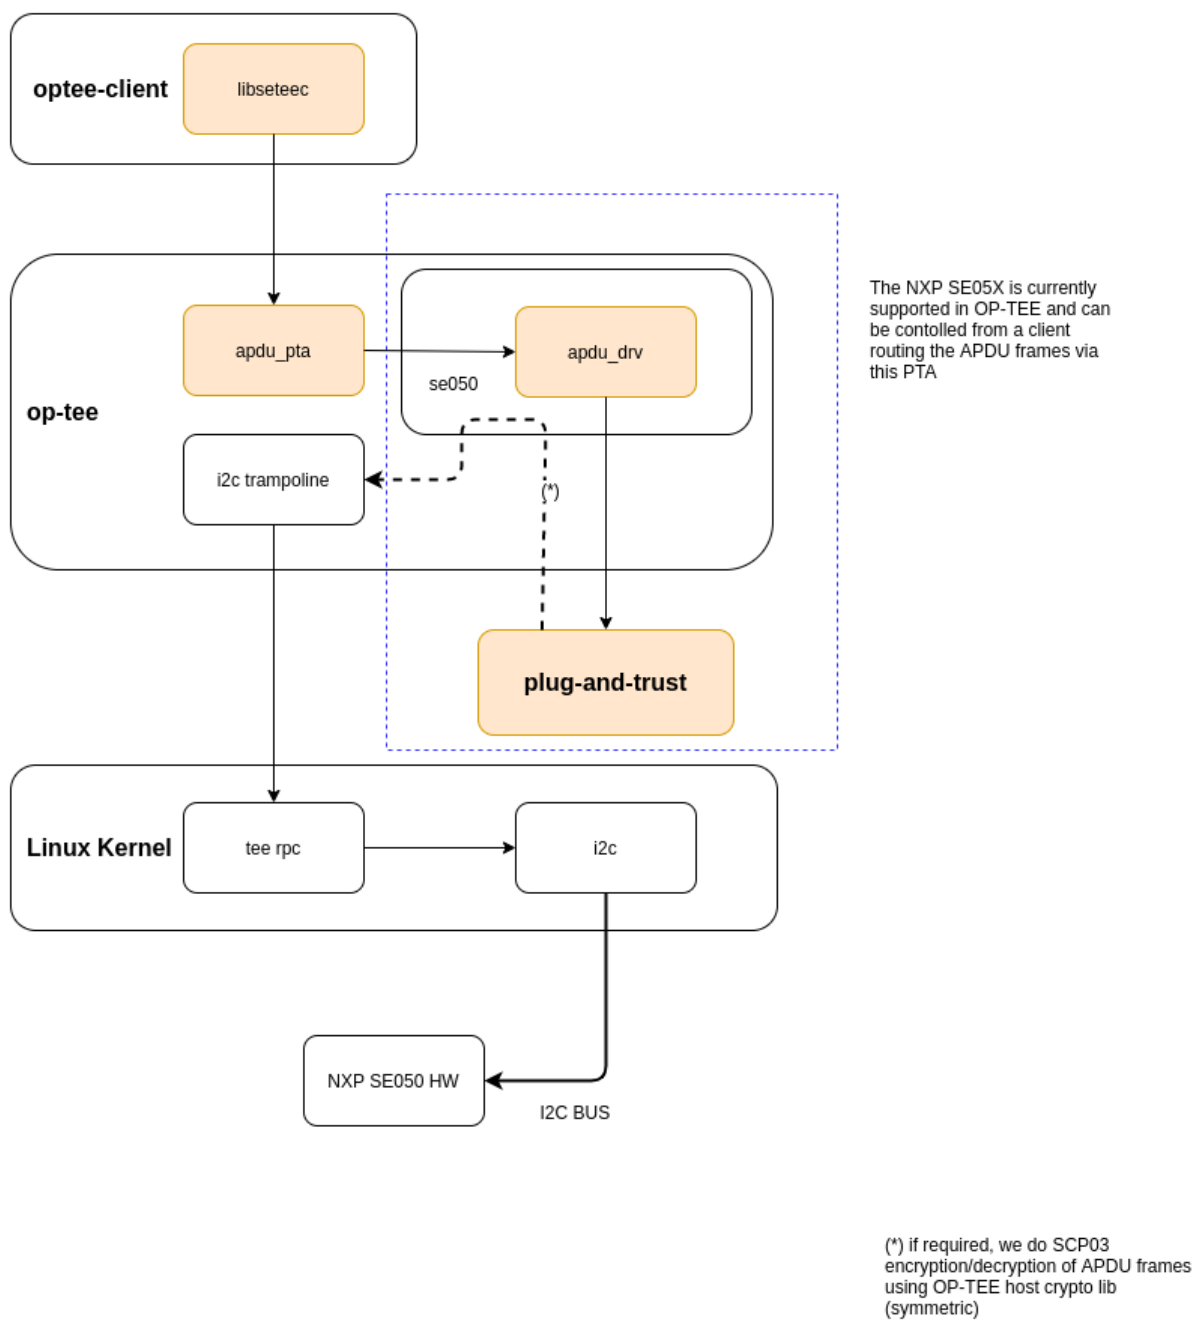 optee-client
libseteec
The NXP SE05X is currently
supported in OP-TEE and can
be contolled from a client
routing the APDU frames via
this PTA
apdu_pta
apdu_drv
se050
op-tee
i2c trampoline
(*)
plug-and-trust
Linux Kernel
tee rpc
i2c
NXP SE050 HW
I2C BUS
(*) if required, we do SCP03
encryption/decryption of APDU frames
using OP-TEE host crypto lib
(symmetric)